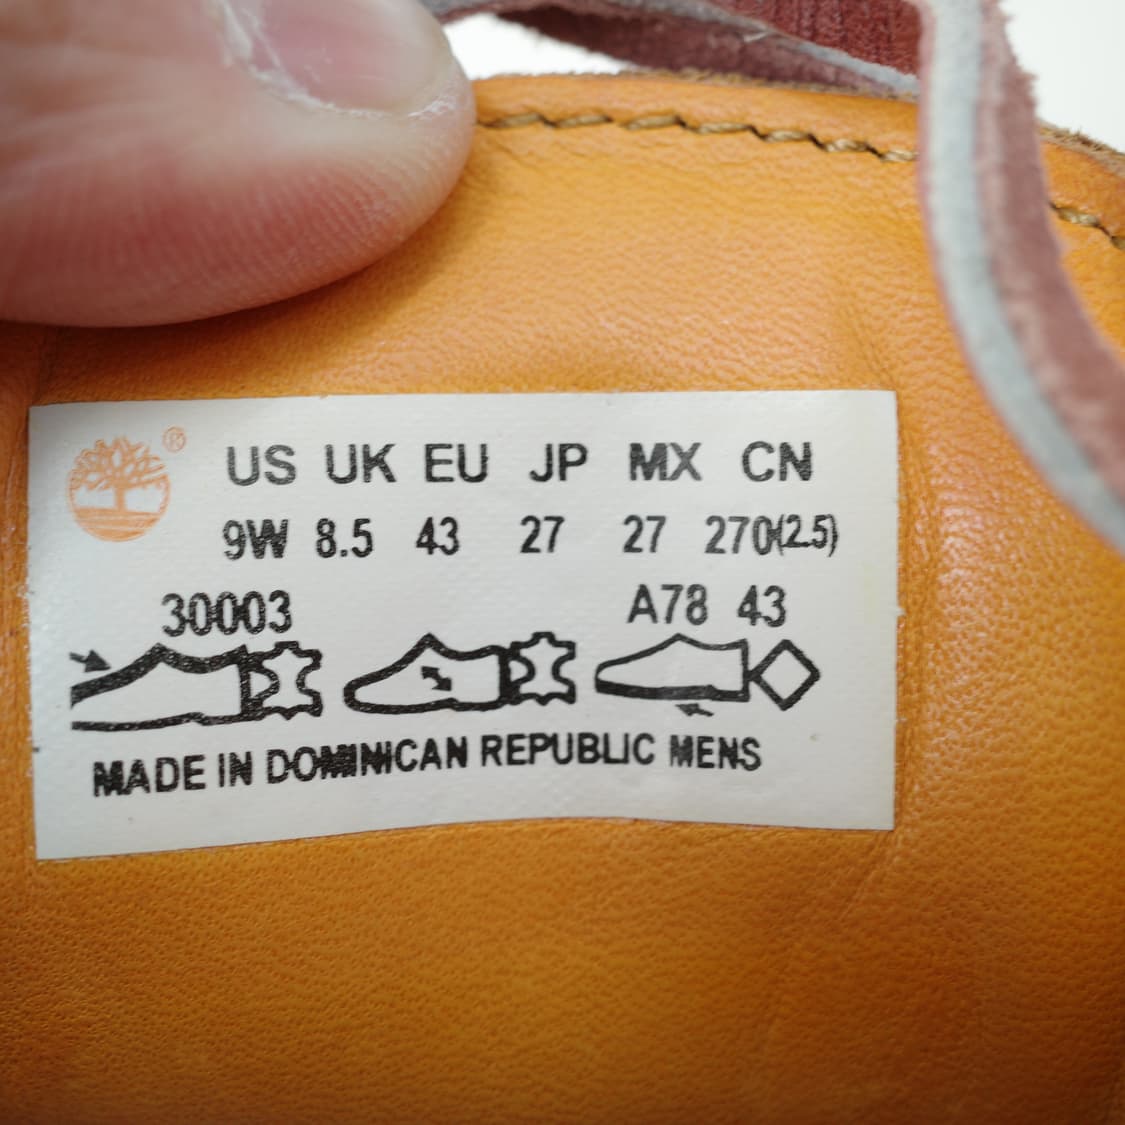 ®
US UK EU JP MX CN
9W 8.5 43 27 27 270(2.5)
30003 A78 43
MADE IN DOMINICAN REPUBLIC MENS